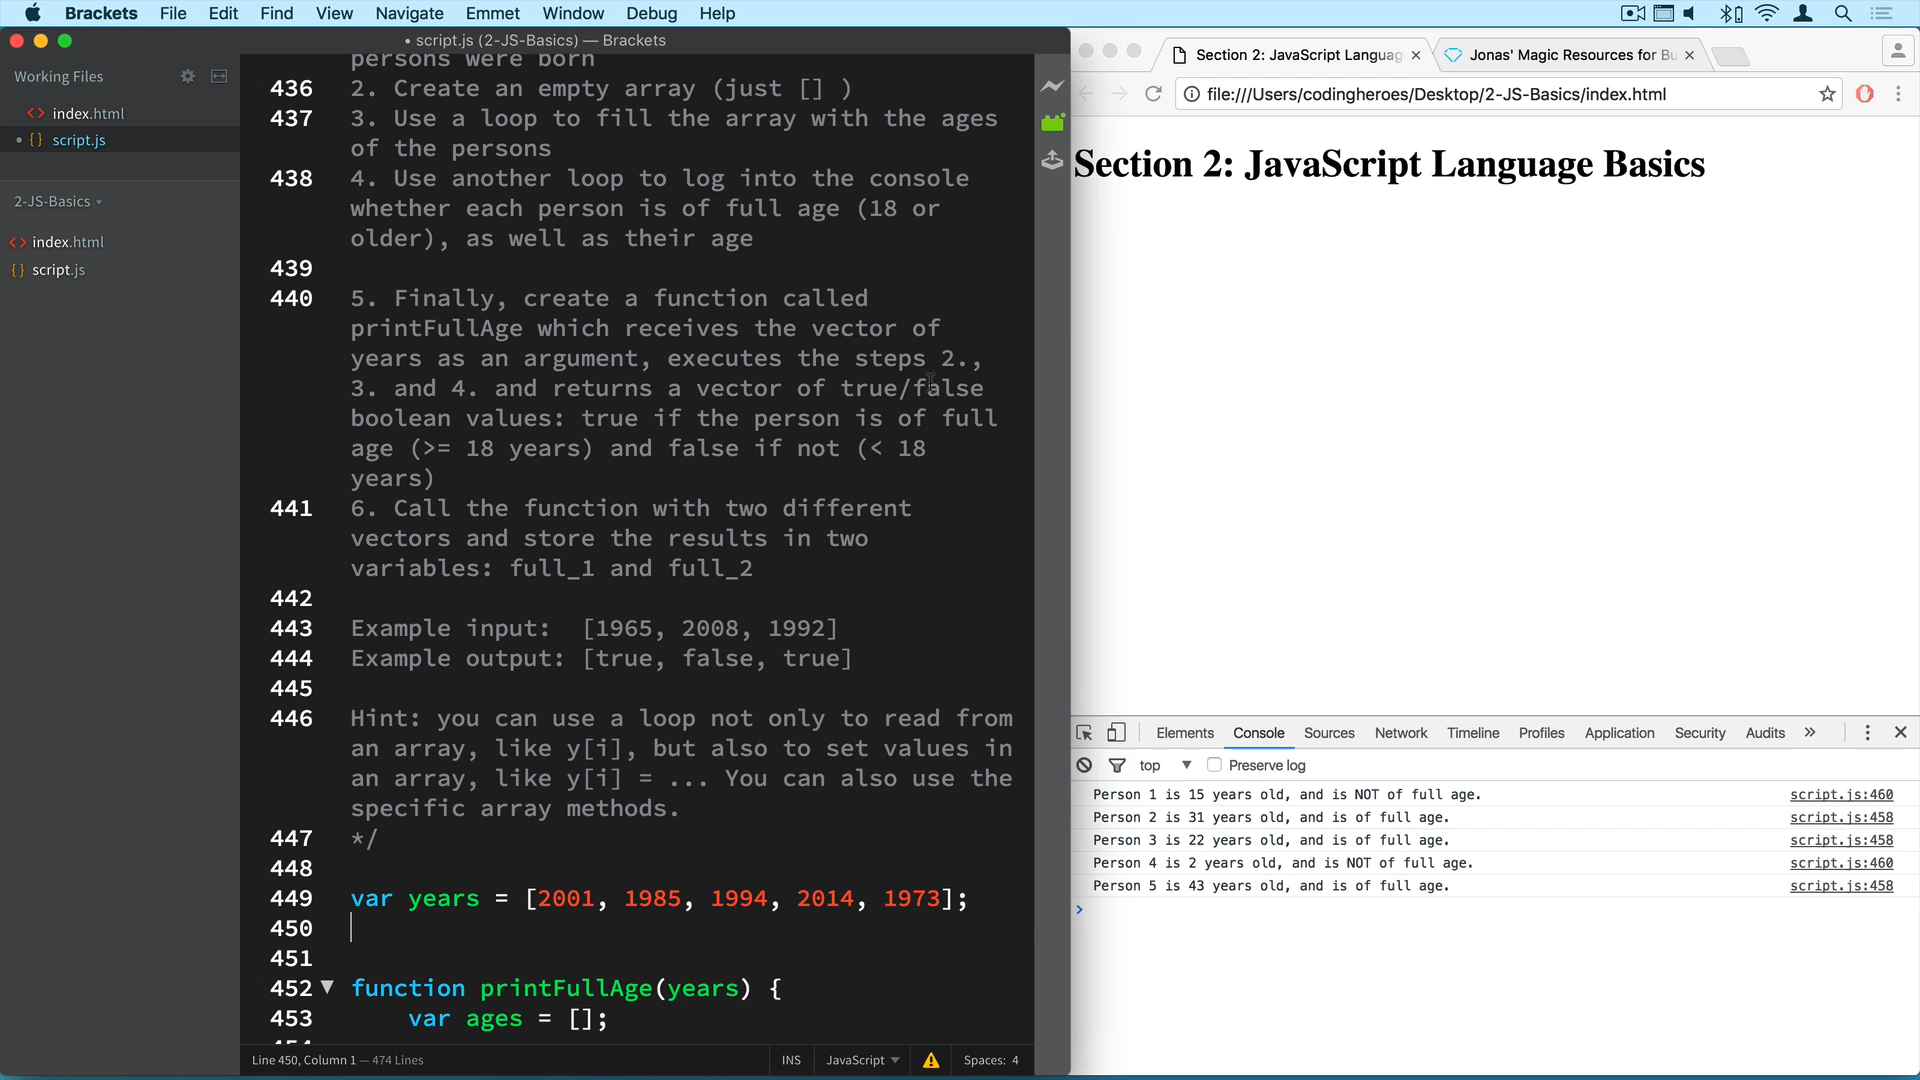 Brackets File Edit Find View Navigate Emmet Window Debug Help
• script.js (2-JS-Basics) — Brackets
Working Files
<> index.html
• {} script.js
2-JS-Basics
<> index.html
{} script.js
persons were born
436 2. Create an empty array (just [] )
437 3. Use a loop to fill the array with the ages
of the persons
438 4. Use another loop to log into the console
whether each person is of full age (18 or
older), as well as their age
439
440 5. Finally, create a function called
printFullAge which receives the vector of
years as an argument, executes the steps 2.,
3. and 4. and returns a vector of true/false
boolean values: true if the person is of full
age (>= 18 years) and false if not (< 18
years)
441 6. Call the function with two different
vectors and store the results in two
variables: full_1 and full_2
442
443 Example input:  [1965, 2008, 1992]
444 Example output: [true, false, true]
445
446 Hint: you can use a loop not only to read from
an array, like y[i], but also to set values in
an array, like y[i] = ... You can also use the
specific array methods.
447 */
448
449 var years = [2001, 1985, 1994, 2014, 1973];
450
451
452 function printFullAge(years) {
453     var ages = [];
Line 450, Column 1 — 474 Lines
INS JavaScript Spaces: 4
Section 2: JavaScript Languag
Jonas' Magic Resources for Bu
file:///Users/codingheroes/Desktop/2-JS-Basics/index.html
Section 2: JavaScript Language Basics
Elements Console Sources Network Timeline Profiles Application Security Audits »
top Preserve log
Person 1 is 15 years old, and is NOT of full age. script.js:460
Person 2 is 31 years old, and is of full age. script.js:458
Person 3 is 22 years old, and is of full age. script.js:458
Person 4 is 2 years old, and is NOT of full age. script.js:460
Person 5 is 43 years old, and is of full age. script.js:458
>